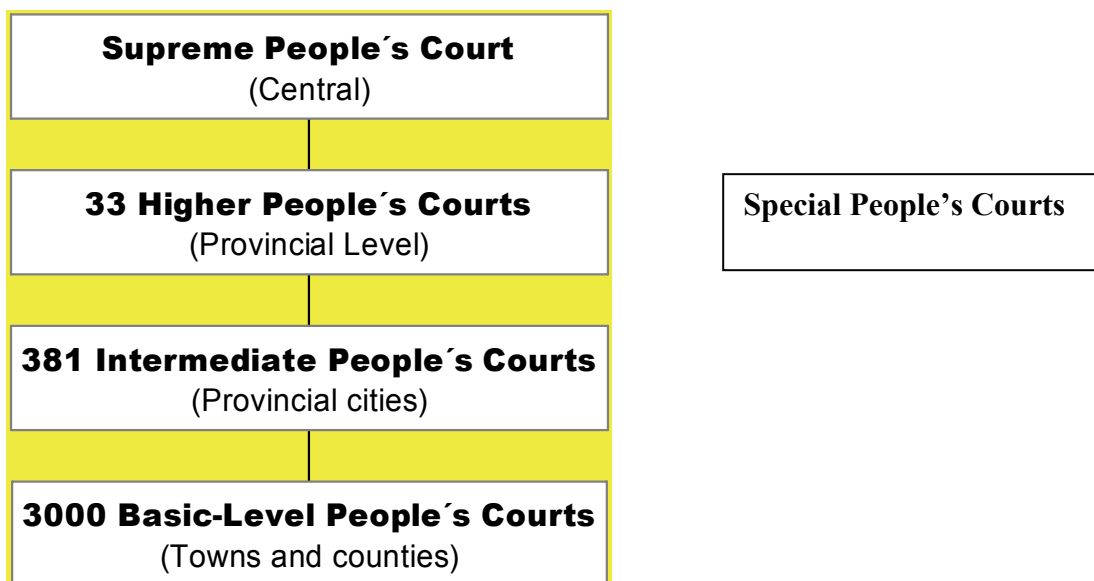 Supreme People´s Court
(Central)
33 Higher People´s Courts
(Provincial Level)
Special People’s Courts
381 Intermediate People´s Courts
(Provincial cities)
3000 Basic-Level People´s Courts
(Towns and counties)